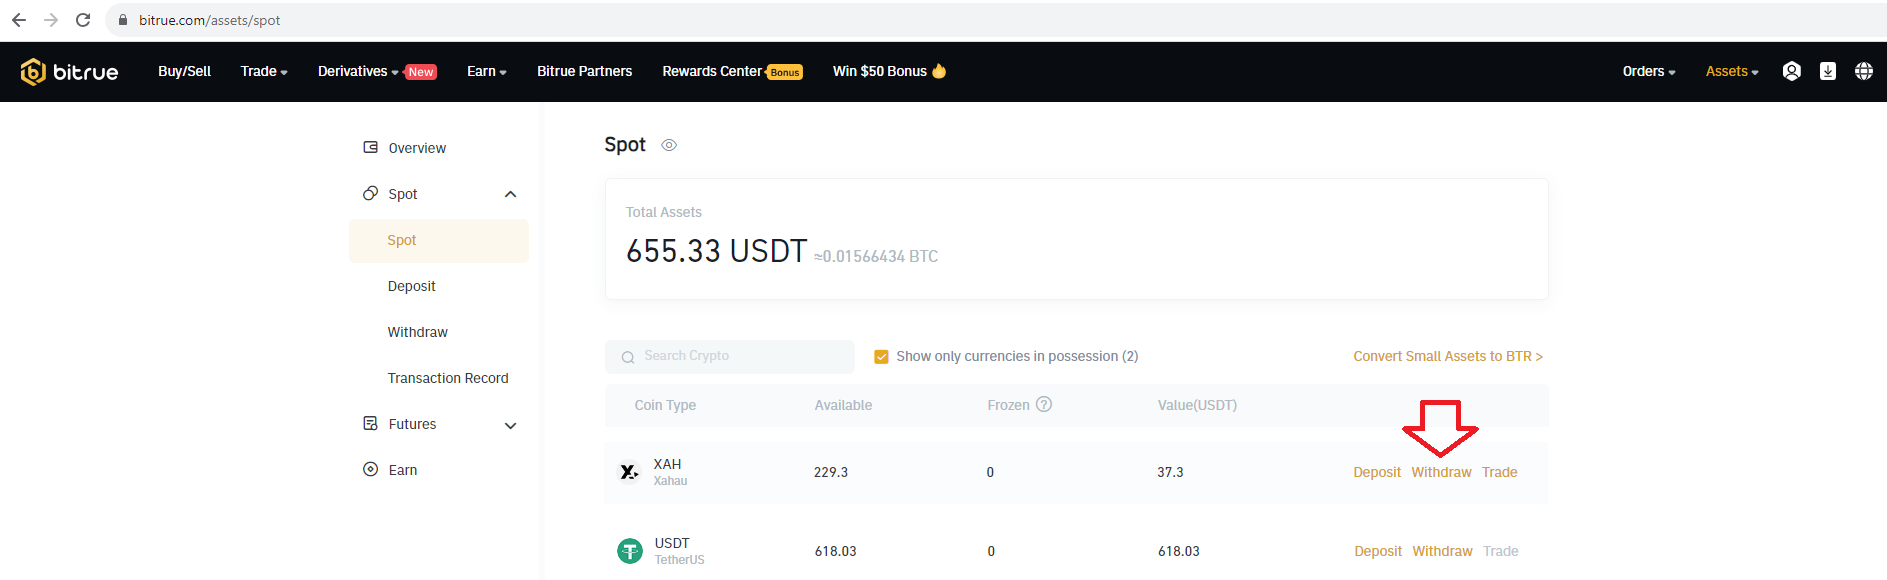 bitrue.com/assets/spot
bitrue Buy/Sell Trade Derivatives New Earn Bitrue Partners Rewards Center Bonus Win $50 Bonus Orders Assets
Overview
Spot
Spot
Deposit
Withdraw
Transaction Record
Futures
Earn
Spot
Total Assets
655.33 USDT ≈0.01566434 BTC
Search Crypto Show only currencies in possession (2) Convert Small Assets to BTR >
Coin Type Available Frozen ? Value(USDT)
XAH
Xahau
229.3 0 37.3 Deposit Withdraw Trade
USDT
TetherUS
618.03 0 618.03 Deposit Withdraw Trade